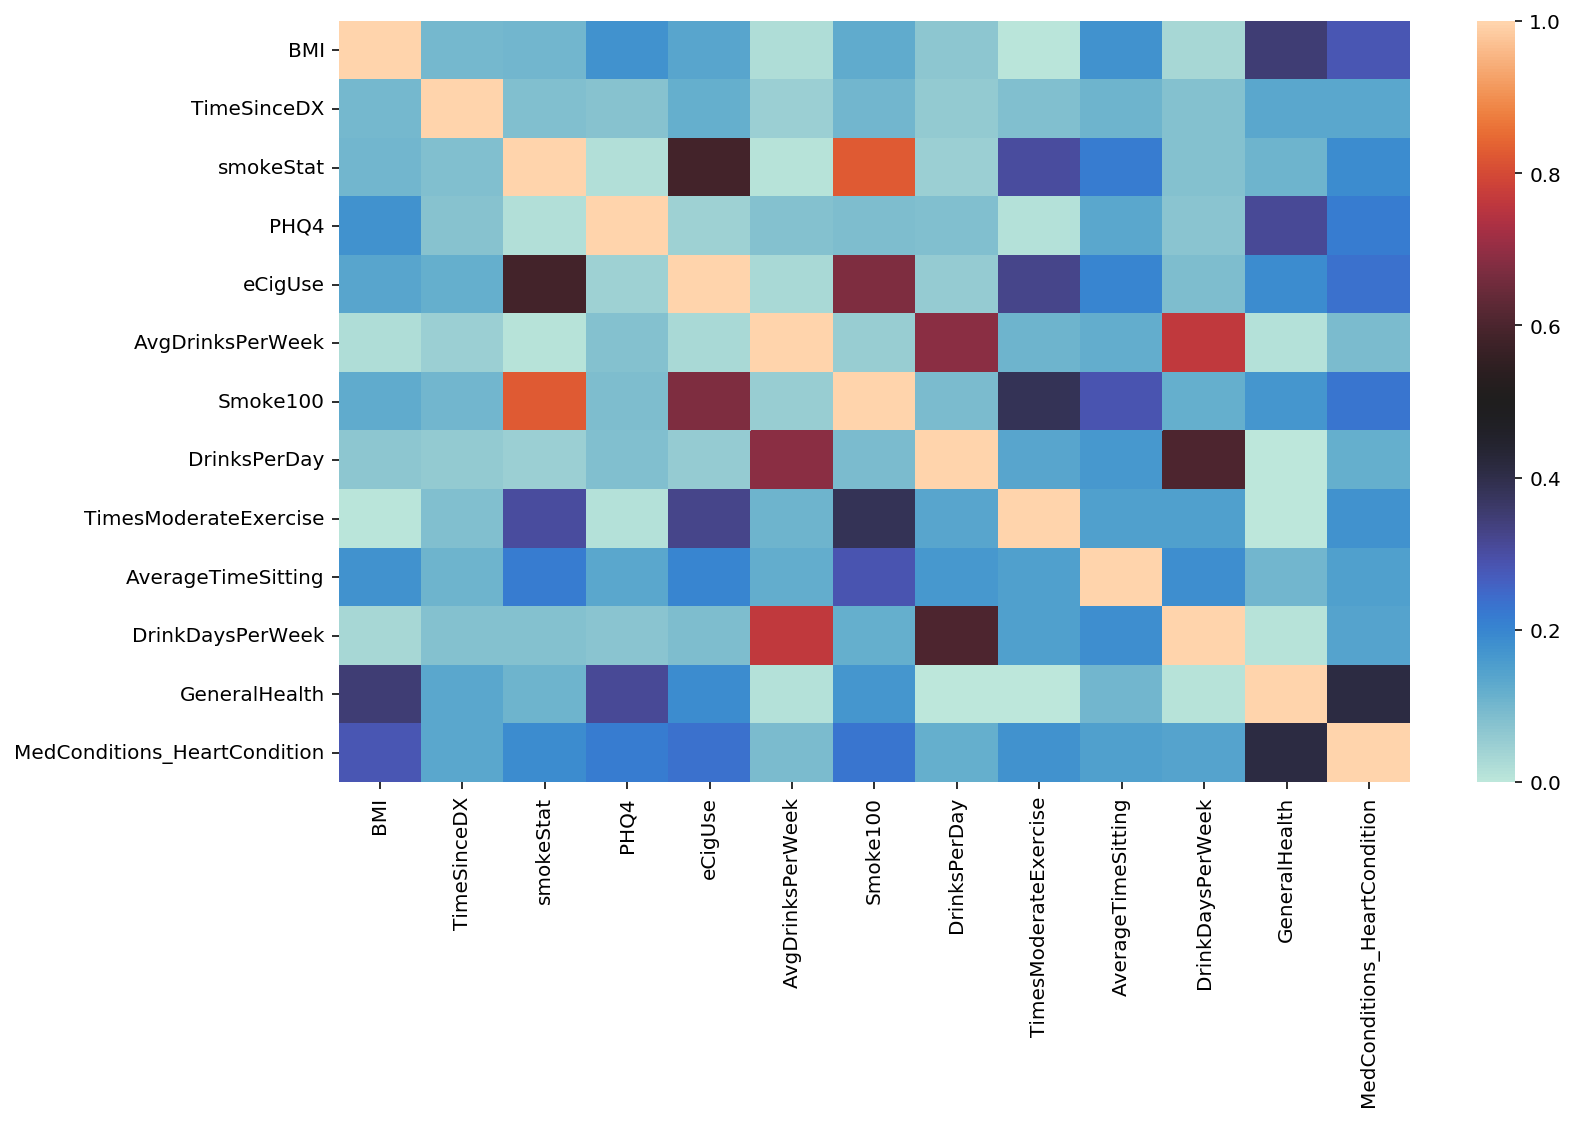 BMI
TimeSinceDX
smokeStat
PHQ4
eCigUse
AvgDrinksPerWeek
Smoke100
DrinksPerDay
TimesModerateExercise
AverageTimeSitting
DrinkDaysPerWeek
GeneralHealth
MedConditions_HeartCondition
BMI
TimeSinceDX
smokeStat
PHQ4
eCigUse
AvgDrinksPerWeek
Smoke100
DrinksPerDay
TimesModerateExercise
AverageTimeSitting
DrinkDaysPerWeek
GeneralHealth
MedConditions_HeartCondition
1.0
0.8
0.6
0.4
0.2
0.0